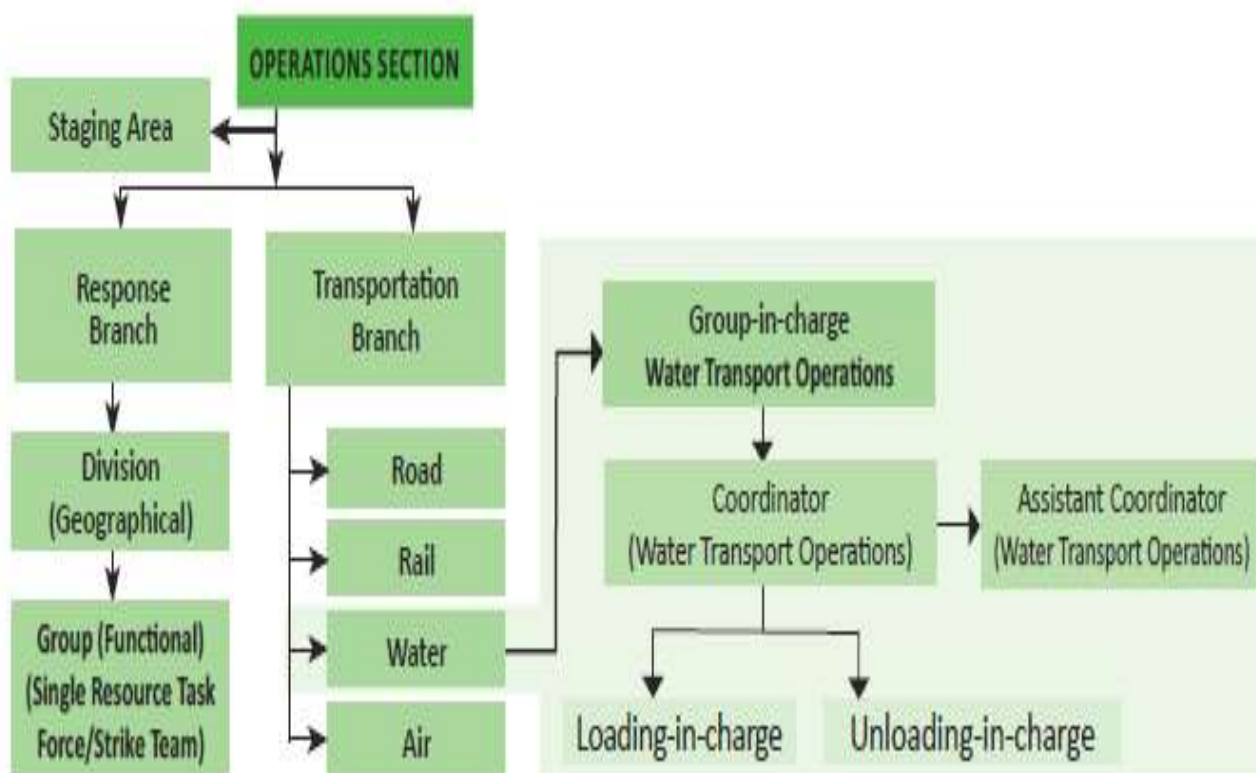 OPERATIONS SECTION
Staging Area
Response
Branch
Transportation
Branch
Division
(Geographical)
Group (Functional)
(Single Resource Task
Force/Strike Team)
Road
Rail
Water
Air
Group-in-charge
Water Transport Operations
Coordinator
(Water Transport Operations)
Assistant Coordinator
(Water Transport Operations)
Loading-in-charge
Unloading-in-charge